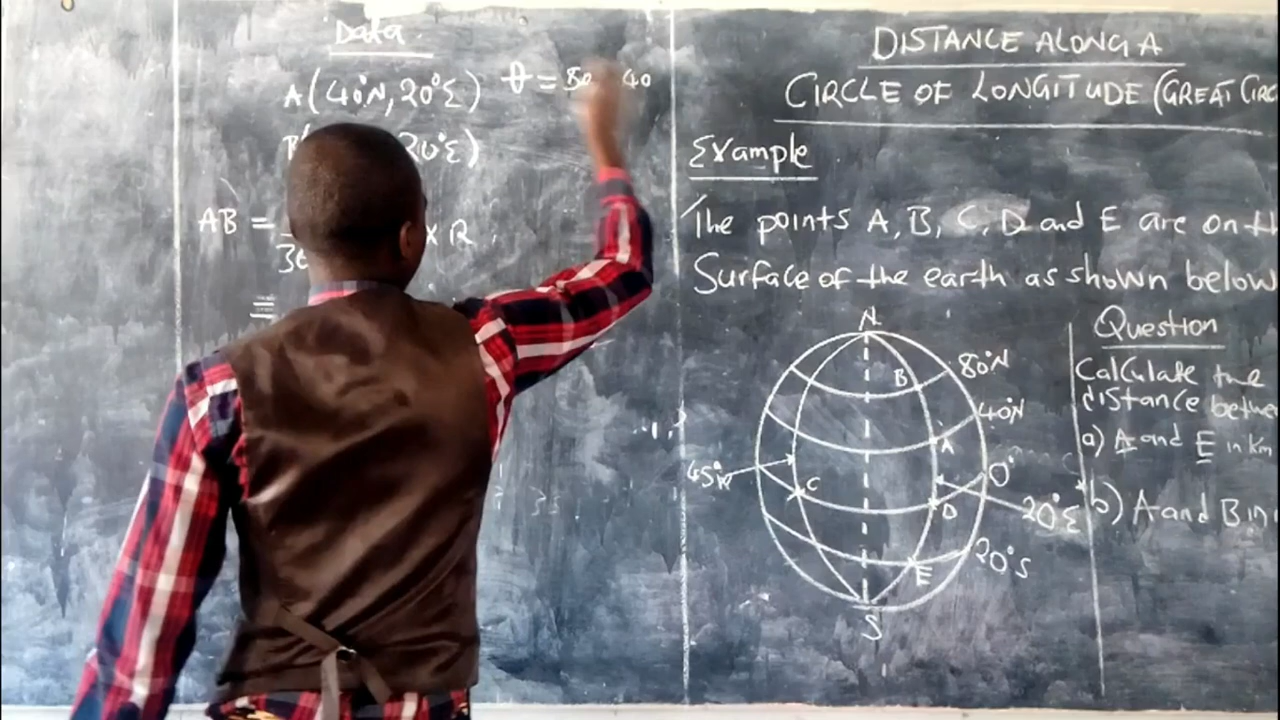 Data.
A(40°N, 20°E) θ = 80 40
B( 20°E)
AB = x R
36
=
DISTANCE ALONG A
CIRCLE OF LONGITUDE (GREAT CIRC
Example
The points A, B, C, D and E are on th
Surface of the earth as shown below
N
B 80°N
40°N
A
45°W C 0°
D 20°E
20°S
E
S
Question
Calculate the
distance betwe
a) A and E in Km
b) A and B in